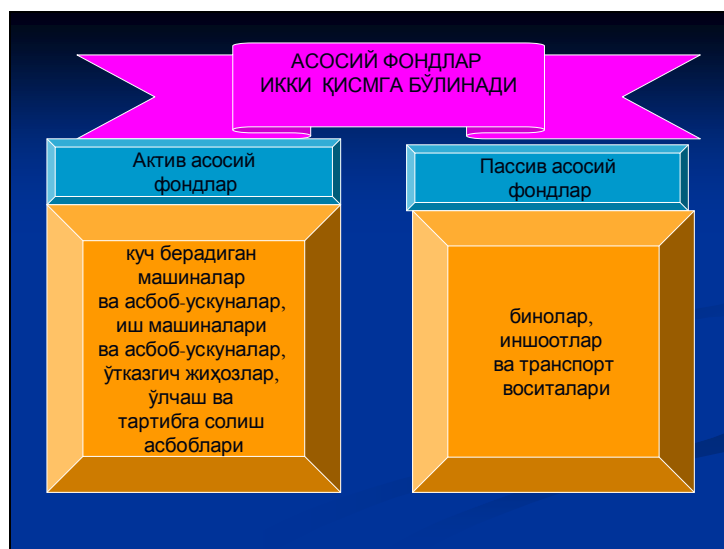 АСОСИЙ ФОНДЛАР
ИККИ ҚИСМГА БЎЛИНАДИ
Актив асосий
фондлар
куч берадиган
машиналар
ва асбоб-ускуналар,
иш машиналари
ва асбоб-ускуналар,
ўтказгич жиҳозлар,
ўлчаш ва
тартибга солиш
асбоблари
Пассив асосий
фондлар
бинолар,
иншоотлар
ва транспорт
воситалари